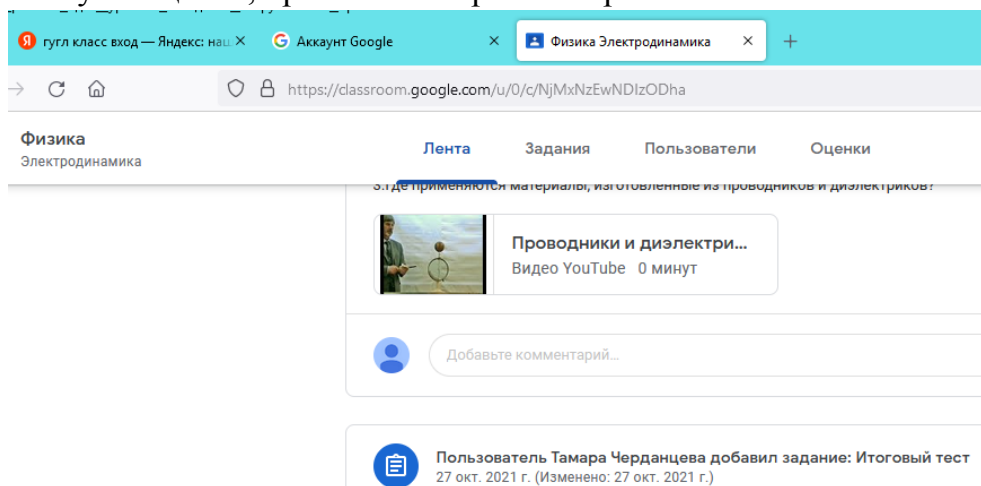 гугл класс вход — Яндекс: наш
Аккаунт Google
Физика Электродинамика
https://classroom.google.com/u/0/c/NjMxNzEwNDIzODha
Физика
Электродинамика
Лента Задания Пользователи Оценки
3.Где применяются материалы, изготовленные из проводников и диэлектриков?
Проводники и диэлектри...
Видео YouTube 0 минут
Добавьте комментарий...
Пользователь Тамара Черданцева добавил задание: Итоговый тест
27 окт. 2021 г. (Изменено: 27 окт. 2021 г.)